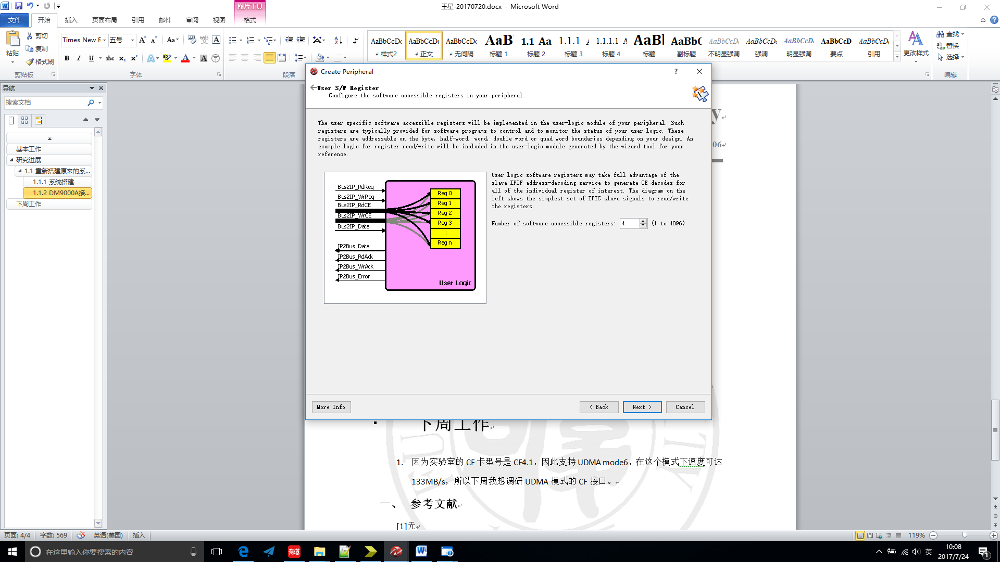 图片工具
王星-20170720.docx - Microsoft Word
文件 开始 插入 页面布局 引用 邮件 审阅 视图 格式
粘贴
剪切
复制
格式刷
剪贴板
Times New F 五号
字体
段落
AaBbCcDc AaBbCcDc AaBbCcDc AaB 1.1 Aa 1.1.1 1.1.1.1 AaBl AaBbC AaBbCcDc AaBbCcDc AaBbCcDc AaBbCcD AaBbCcDc
样式2 正文 无间隔 标题 1 标题 2 标题 3 标题 4 标题 副标题 不明显强调 强调 明显强调 要点 引用
更改样式
查找
替换
选择
编辑
导航
搜索文档
基本工作
研究进展
1.1 重新搭建原来的系...
1.1.1 系统搭建
1.1.2 DM9000A接...
下周工作
Create Peripheral
User S/W Register
Configure the software accessible registers in your peripheral.
The user specific software accessible registers will be implemented in the user-logic module of your peripheral. Such
registers are typically provided for software programs to control and to monitor the status of your user logic. These
registers are addressable on the byte, half-word, word, double word or quad word boundaries depending on your design. An
example logic for register read/write will be included in the user-logic module generated by the wizard tool for your
reference.
Bus2IP_RdReq
Bus2IP_WrReq
Bus2IP_RdCE
Bus2IP_WrCE
Bus2IP_Data
IP2Bus_Data
IP2Bus_RdAck
IP2Bus_WrAck
IP2Bus_Error
Reg 0
Reg 1
Reg 2
Reg 3
Reg n
User Logic
User logic software registers may take full advantage of the
slave IPIF address-decoding service to generate CE decodes for
all of the individual register of interest. The diagram on the
left shows the simplest set of IPIC slave signals to read/write
the registers.
Number of software accessible registers: 4 (1 to 4096)
More Info < Back Next > Cancel
y
06
下周工作
1. 因为实验室的 CF 卡型号是 CF4.1，因此支持 UDMA mode6，在这个模式下速度可达
133MB/s，所以下周我想调研 UDMA 模式的 CF 接口。
一、 参考文献
[1]无
页面: 4/4 字数: 569 英语(美国) 插入 119%
在这里输入你要搜索的内容
有道
英
10:08
2017/7/24
1